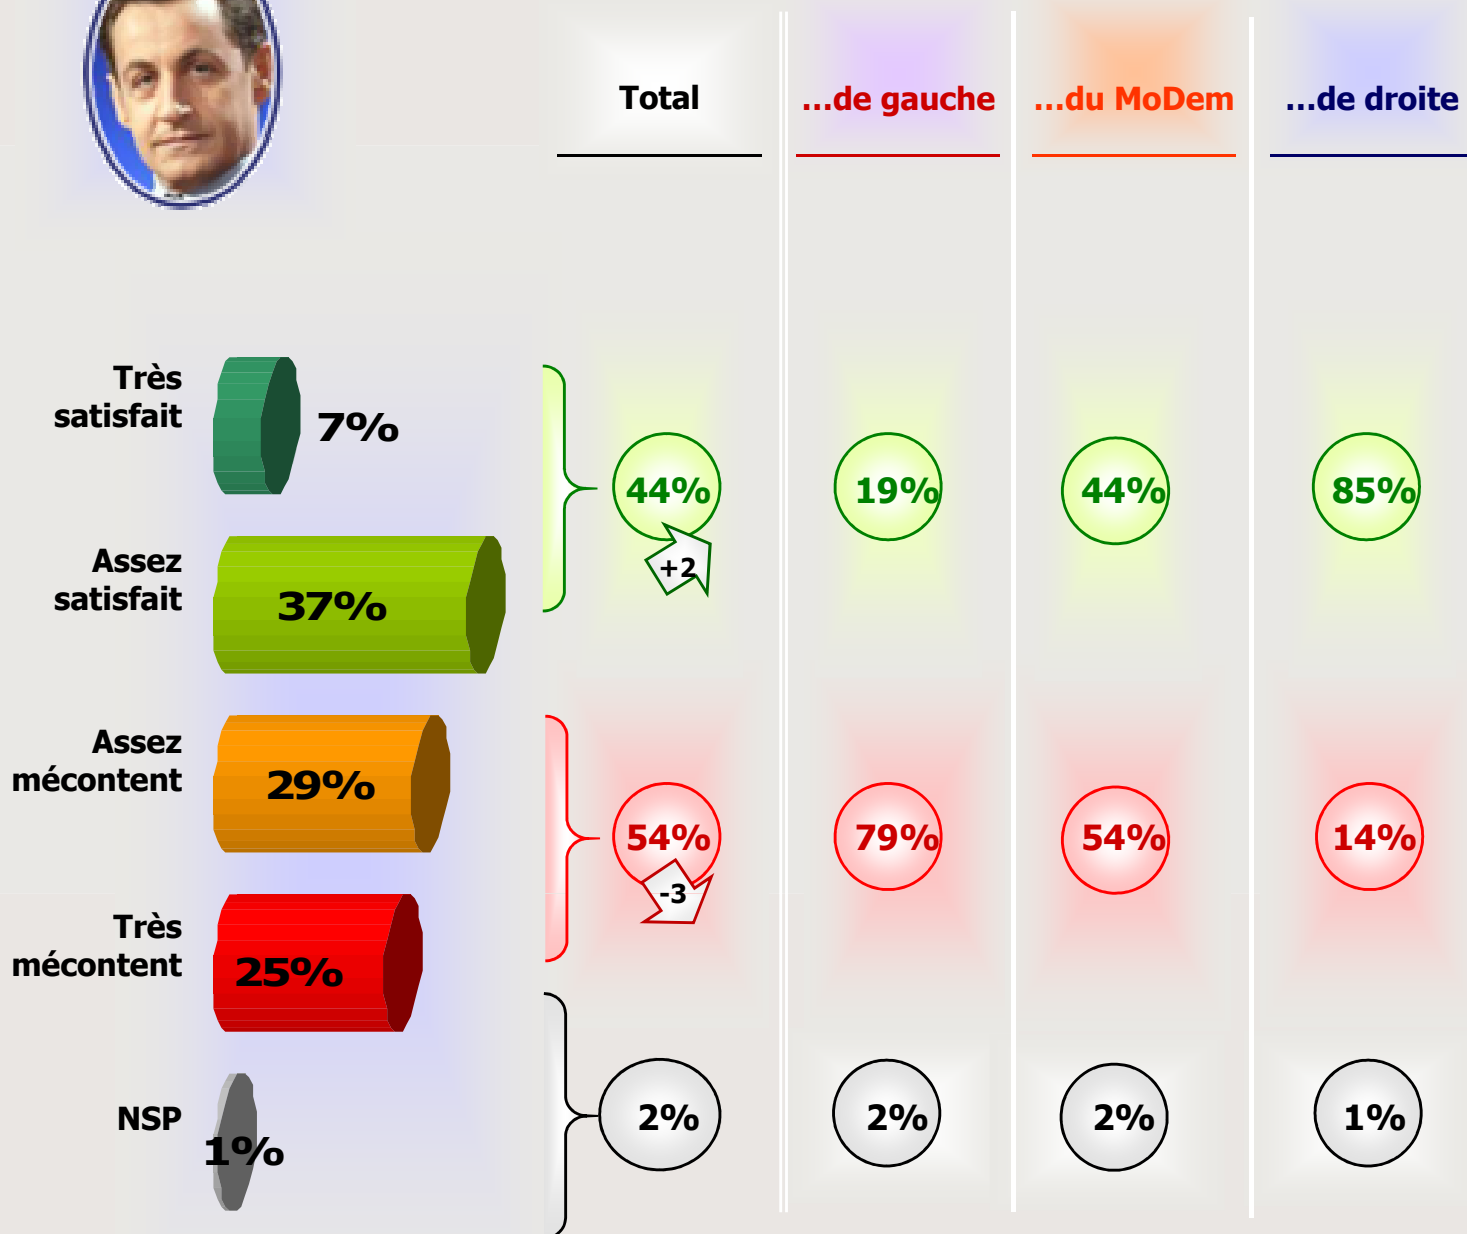 Total
...de gauche
...du MoDem
...de droite
Très
satisfait
7%
44%
19%
44%
85%
+2
Assez
satisfait
37%
Assez
mécontent
29%
54%
79%
54%
14%
-3
Très
mécontent
25%
NSP
1%
2%
2%
2%
1%